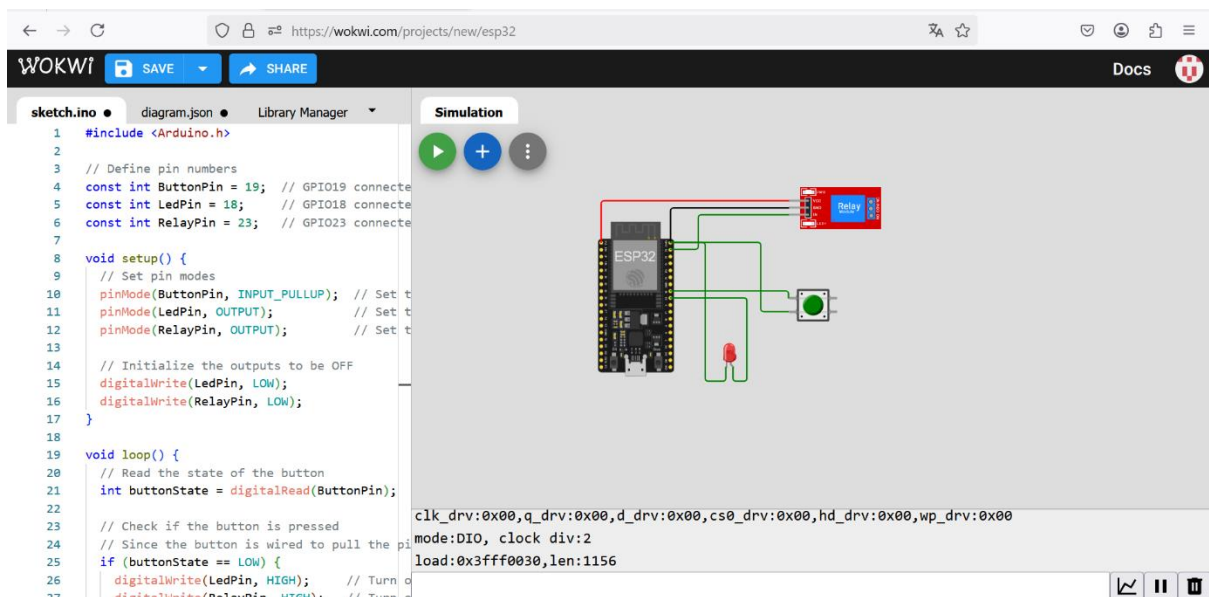 https://wokwi.com/projects/new/esp32
WOKWi SAVE SHARE Docs
sketch.ino ● diagram.json ● Library Manager Simulation
1 #include <Arduino.h>
2
3 // Define pin numbers
4 const int ButtonPin = 19; // GPIO19 connecte
5 const int LedPin = 18; // GPIO18 connecte
6 const int RelayPin = 23; // GPIO23 connecte
7
8 void setup() {
9 // Set pin modes
10 pinMode(ButtonPin, INPUT_PULLUP); // Set t
11 pinMode(LedPin, OUTPUT); // Set t
12 pinMode(RelayPin, OUTPUT); // Set t
13
14 // Initialize the outputs to be OFF
15 digitalWrite(LedPin, LOW);
16 digitalWrite(RelayPin, LOW);
17 }
18
19 void loop() {
20 // Read the state of the button
21 int buttonState = digitalRead(ButtonPin);
22
23 // Check if the button is pressed
24 // Since the button is wired to pull the pi
25 if (buttonState == LOW) {
26 digitalWrite(LedPin, HIGH); // Turn o
27 digitalWrite(RelayPin, HIGH); // Turn
Relay
Module
ESP32
clk_drv:0x00,q_drv:0x00,d_drv:0x00,cs0_drv:0x00,hd_drv:0x00,wp_drv:0x00
mode:DIO, clock div:2
load:0x3fff0030,len:1156